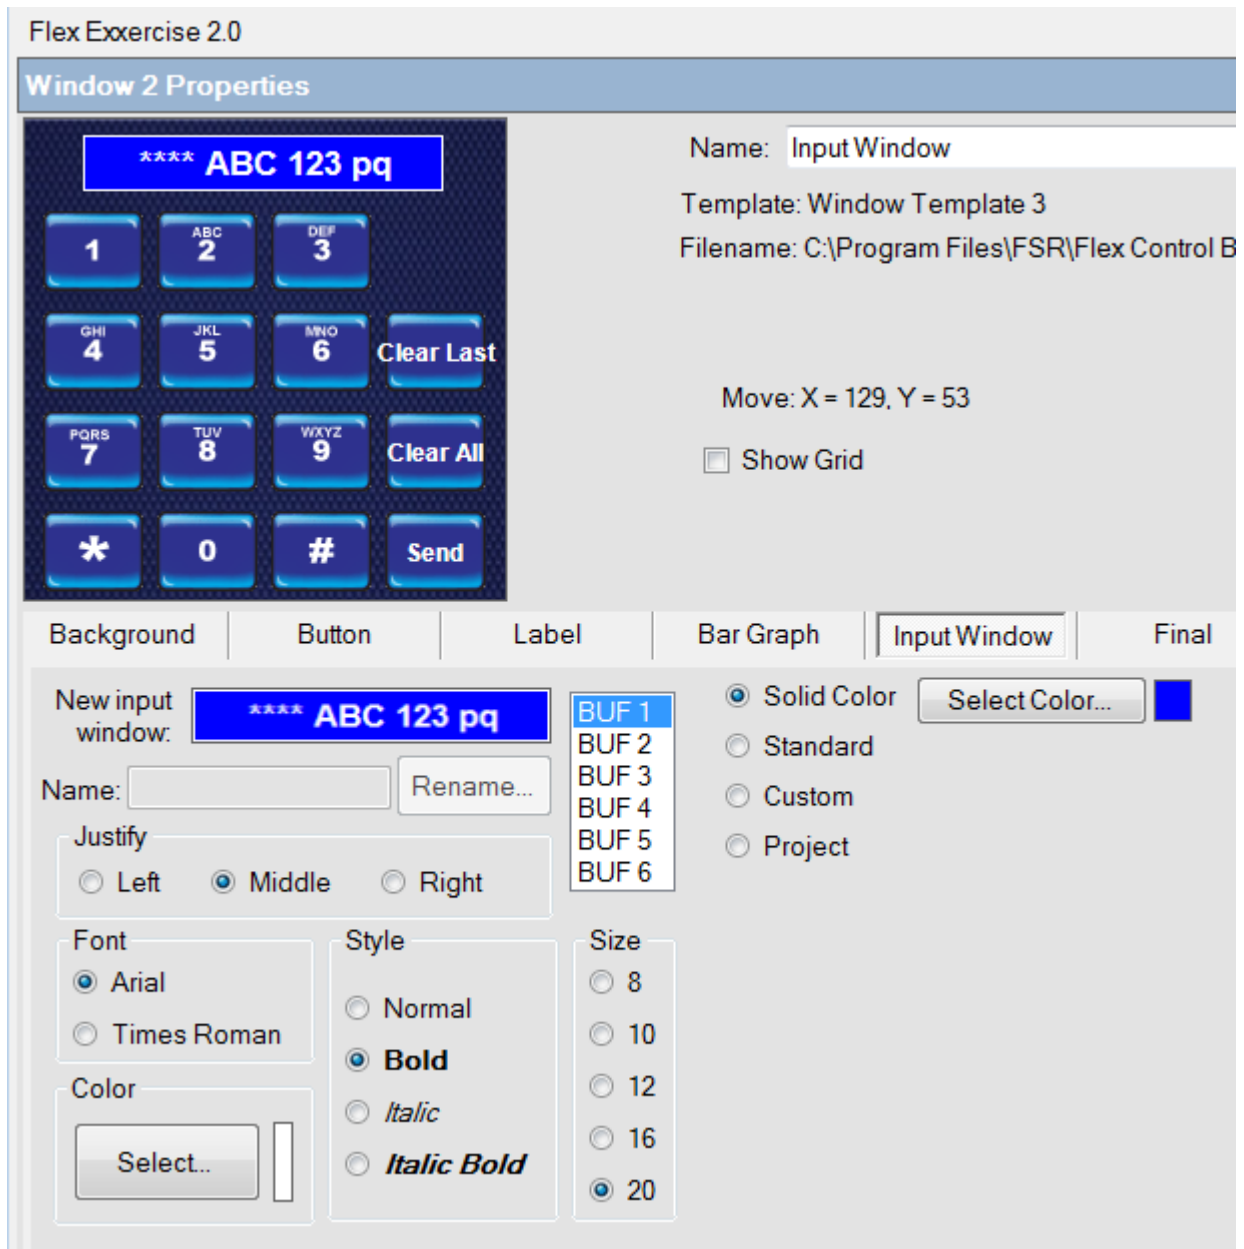 Flex Exxercise 2.0
Window 2 Properties
**** ABC 123 pq
Name: Input Window
Template: Window Template 3
Filename: C:\Program Files\FSR\Flex Control B
1
ABC
2
DEF
3
GHI
4
JKL
5
MNO
6
Clear Last
Move: X = 129, Y = 53
PQRS
7
TUV
8
WXYZ
9
Clear All
Show Grid
*
0
#
Send
Background Button Label Bar Graph Input Window Final
New input
window:
**** ABC 123 pq
Name:
Rename...
BUF 1
BUF 2
BUF 3
BUF 4
BUF 5
BUF 6
Solid Color Select Color...
Standard
Custom
Project
Justify
Left Middle Right
Font
Arial
Times Roman
Color
Select...
Style
Normal
Bold
Italic
Italic Bold
Size
8
10
12
16
20